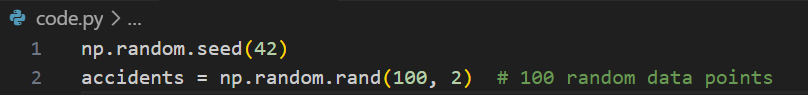 code.py > ...
1 np.random.seed(42)
2 accidents = np.random.rand(100, 2)  # 100 random data points